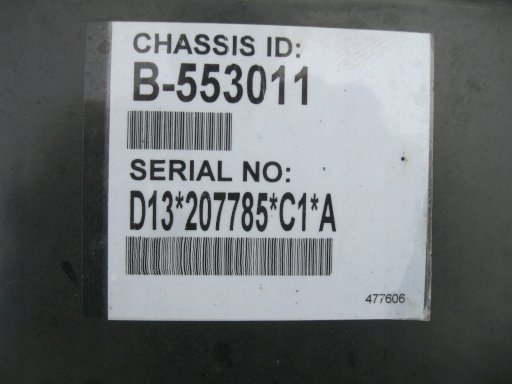 CHASSIS ID:
B-553011
SERIAL NO:
D13*207785*C1*A
477606